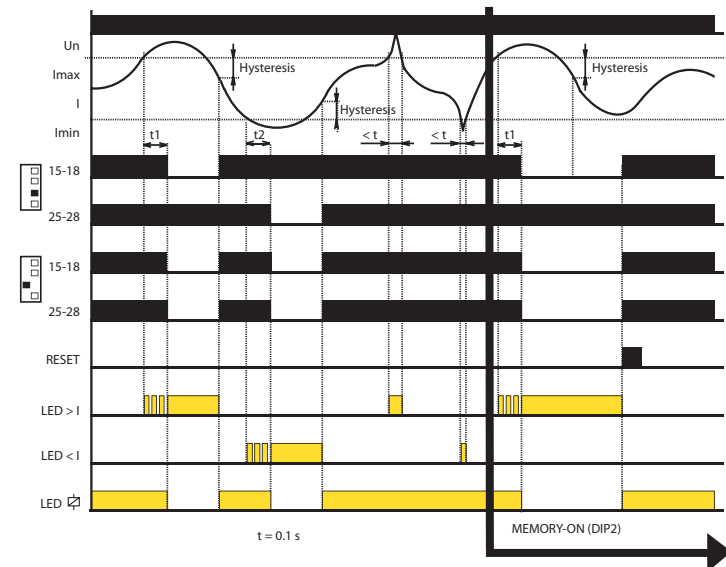 Un
Hysteresis
Hysteresis
Imax
I
Hysteresis
Imin
t1
t2
< t
< t
t1
15-18
25-28
15-18
25-28
RESET
LED > I
LED < I
LED
t = 0.1 s
MEMORY-ON (DIP2)